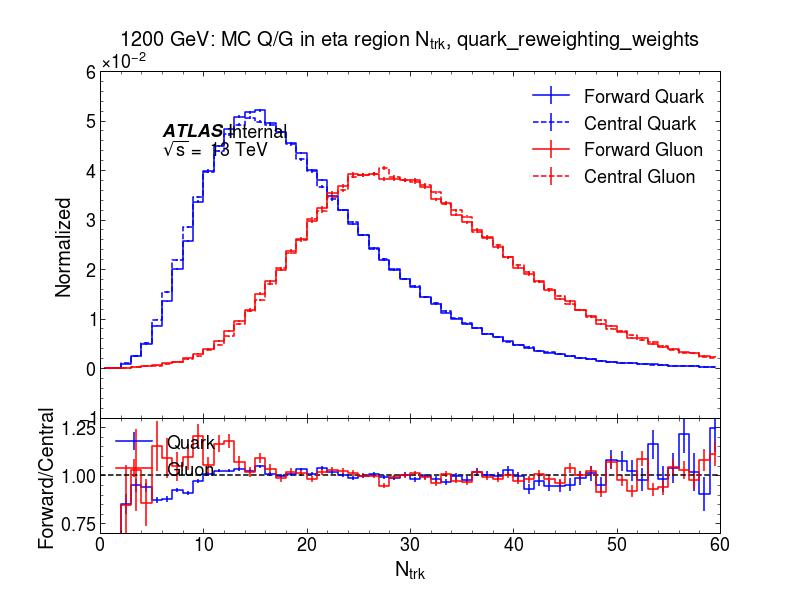 1200 GeV: MC Q/G in eta region N_trk, quark_reweighting_weights
×10⁻²
6
5
4
3
2
1
0
−1
Normalized
ATLAS Internal
√s = 13 TeV
Forward Quark
Central Quark
Forward Gluon
Central Gluon
1.25
1.00
0.75
Forward/Central
Quark
Gluon
0 10 20 30 40 50 60
N_trk